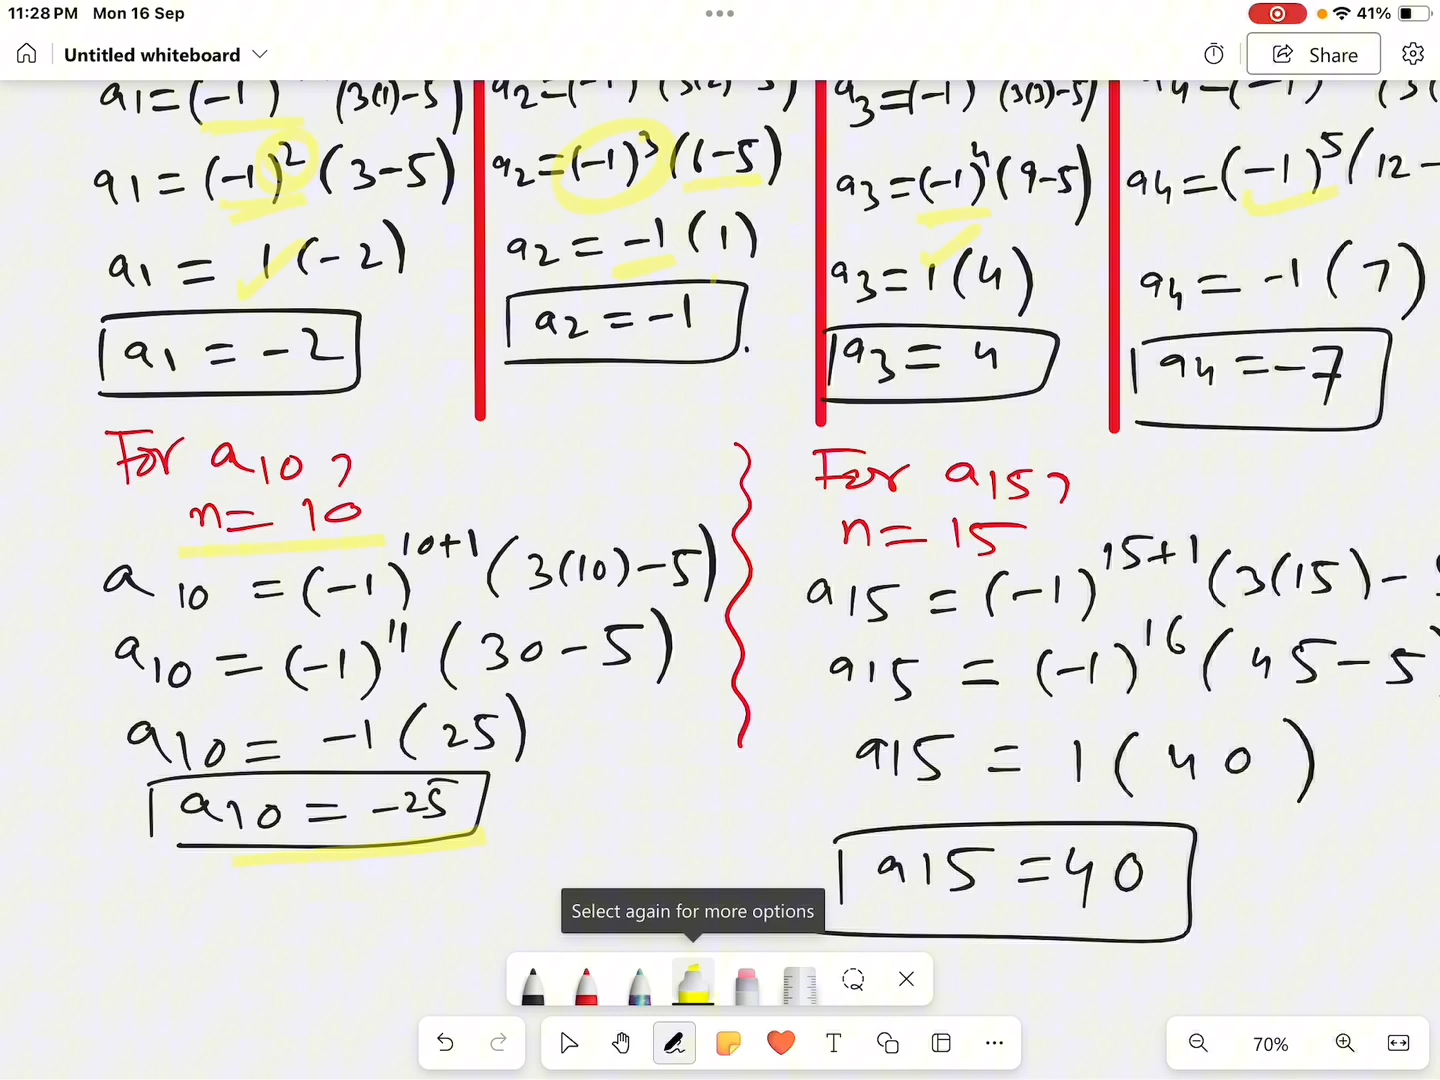 11:28 PM Mon 16 Sep
41%
Untitled whiteboard
Share
a1 = (-1) (3(1)-5)
a1 = (-1)² (3-5)
a1 = 1 (-2)
a1 = -2
a2 = (-1)³ (6-5)
a2 = -1 (1)
a2 = -1.
a3 = (-1) (3(3)-5)
a3 = (-1)⁴ (9-5)
a3 = 1 (4)
a3 = 4
a4 = (-1)⁵ (12-
a4 = -1 (7)
a4 = -7
For a10,
n = 10
a10 = (-1)¹⁰⁺¹ (3(10)-5)
a10 = (-1)¹¹ (30-5)
a10 = -1 (25)
a10 = -25
For a15,
n = 15
a15 = (-1)¹⁵⁺¹ (3(15)-
a15 = (-1)¹⁶ (45-5
a15 = 1 (40)
a15 = 40
Select again for more options
T
70%